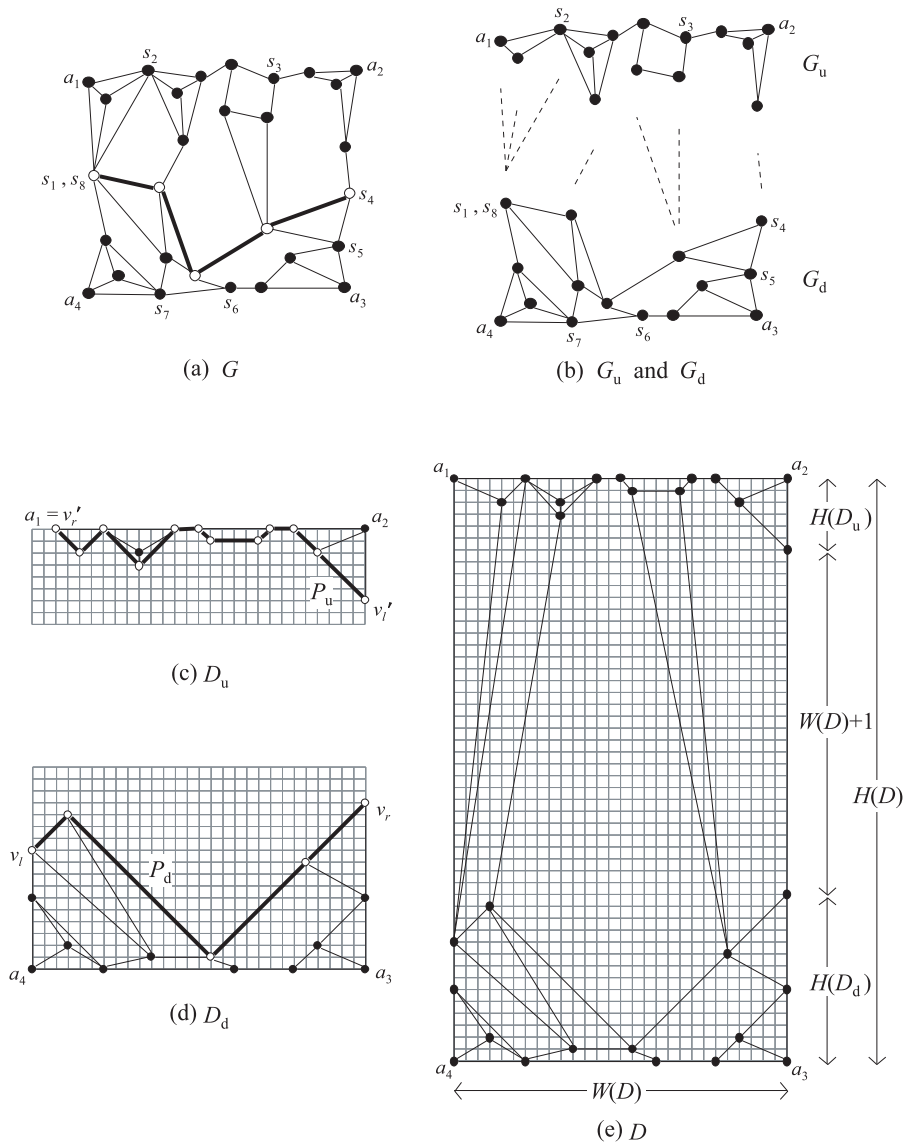 a1
s2
s3
a2
s1 , s8
s4
s5
a4
s7
s6
a3
(a) G
a1
s2
s3
a2
Gu
s1 , s8
s4
s5
Gd
a4
s7
s6
a3
(b) Gu and Gd
a1 = vr'
a2
Pu
vl'
(c) Du
vl
Pd
vr
a4
a3
(d) Dd
a1
a2
H(Du)
W(D)+1
H(D)
H(Dd)
a4
a3
W(D)
(e) D